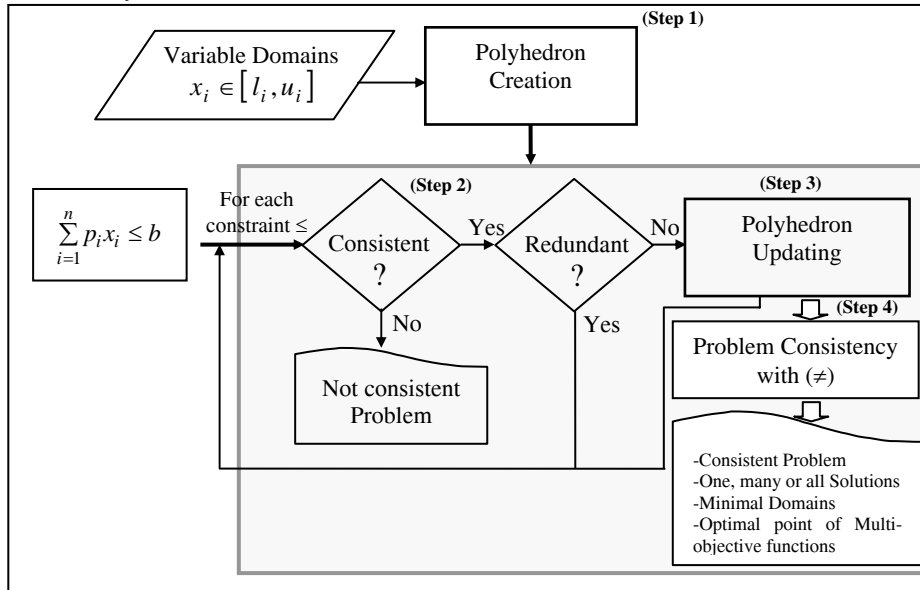 (Step 1)
Variable Domains
x_i ∈ [l_i, u_i]
Polyhedron
Creation
(Step 2)
(Step 3)
For each
constraint ≤
∑_{i=1}^{n} p_i x_i ≤ b
Consistent
?
Yes
Redundant
?
No
Polyhedron
Updating
(Step 4)
No
Yes
Not consistent
Problem
Problem Consistency
with (≠)
-Consistent Problem
-One, many or all Solutions
-Minimal Domains
-Optimal point of Multi-
objective functions